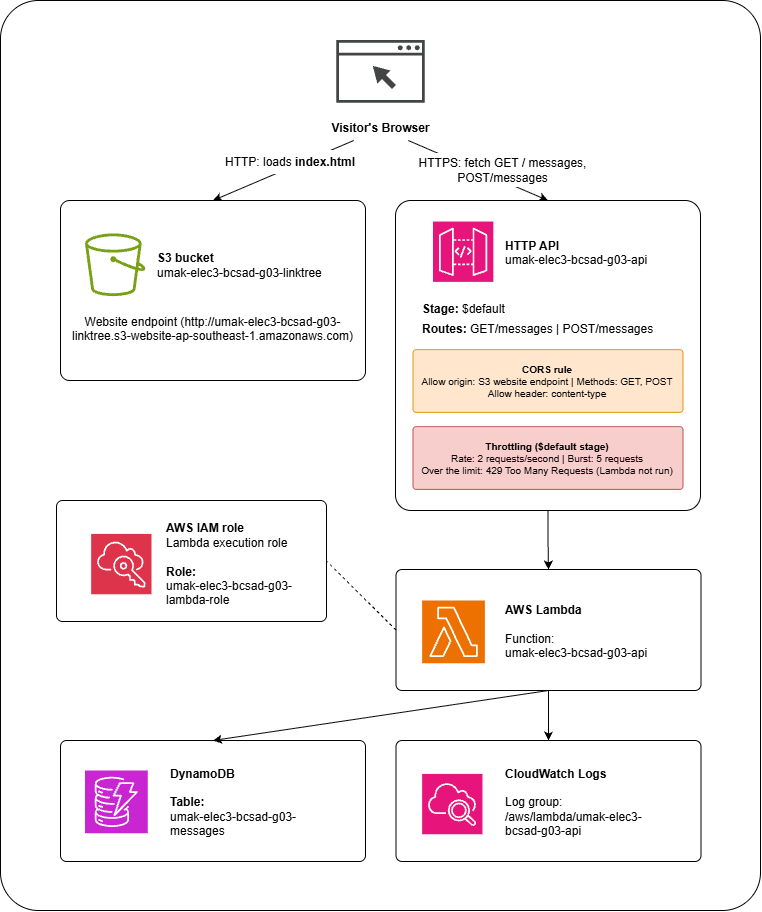 Visitor's Browser
HTTP: loads index.html
HTTPS: fetch GET / messages,
POST/messages
S3 bucket
umak-elec3-bcsad-g03-linktree
Website endpoint (http://umak-elec3-bcsad-g03-
linktree.s3-website-ap-southeast-1.amazonaws.com)
HTTP API
umak-elec3-bcsad-g03-api
Stage: $default
Routes: GET/messages | POST/messages
CORS rule
Allow origin: S3 website endpoint | Methods: GET, POST
Allow header: content-type
Throttling ($default stage)
Rate: 2 requests/second | Burst: 5 requests
Over the limit: 429 Too Many Requests (Lambda not run)
AWS IAM role
Lambda execution role
Role:
umak-elec3-bcsad-g03-
lambda-role
AWS Lambda
Function:
umak-elec3-bcsad-g03-api
DynamoDB
Table:
umak-elec3-bcsad-g03-
messages
CloudWatch Logs
Log group:
/aws/lambda/umak-elec3-
bcsad-g03-api